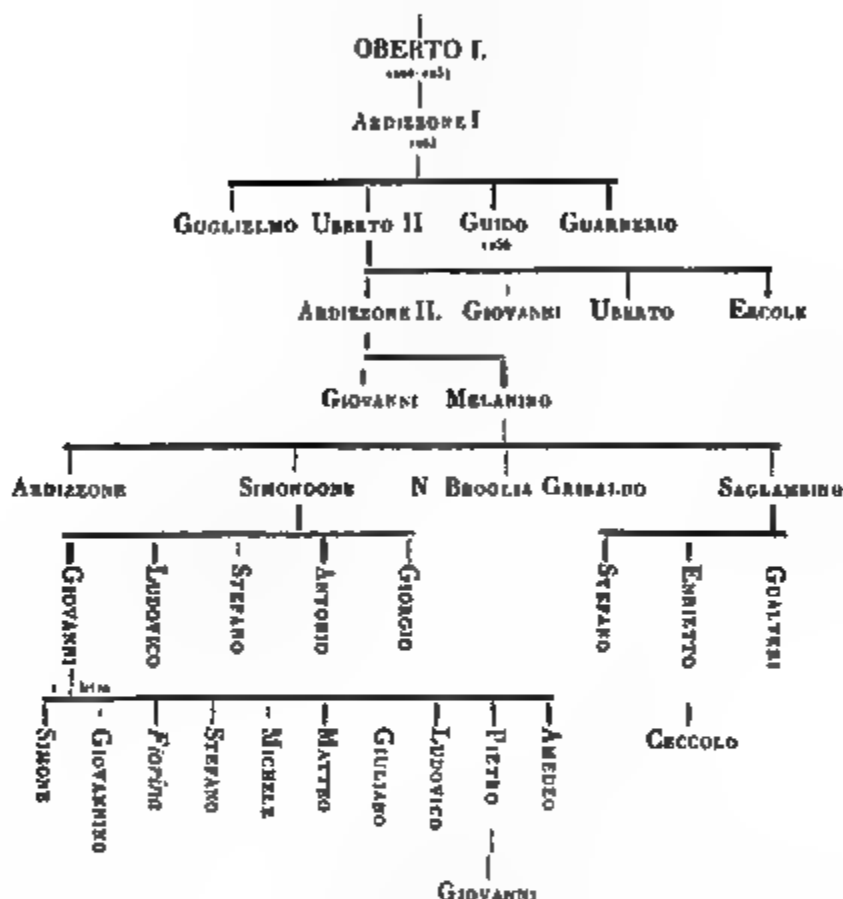 OBERTO I.
ARDIZZONE I
GUGLIELMO UBERTO II GUIDO GUARNERIO
ARDIZZONE II. GIOVANNI UBERTO ERCOLE
GIOVANNI MELANINO
ARDIZZONE SIMONDONE N BROGLIA GRIBALDO SAGLAMBINO
GIOVANNI LUDOVICO STEFANO ANTONIO GIORGIO STEFANO ENRIETTO GUALTERI
SIMONE GIOVANNINO Fiorina STEFANO MICHELE MATTEO GIULIANO LUDOVICO PIETRO AMEDEO CECCOLO
GIOVANNI